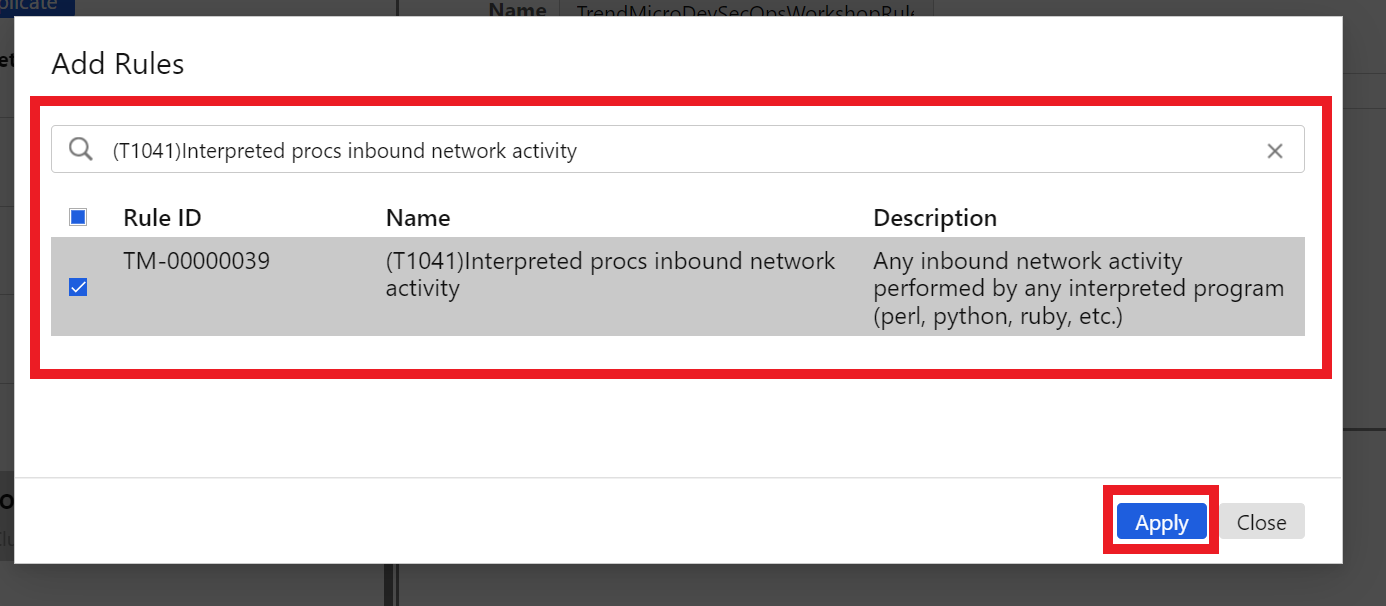 plicate
Name TrendMicroDevSecOpsWorkshopRule
Add Rules
(T1041)Interpreted procs inbound network activity
Rule ID Name Description
TM-00000039 (T1041)Interpreted procs inbound network Any inbound network activity
activity performed by any interpreted program
(perl, python, ruby, etc.)
Apply Close